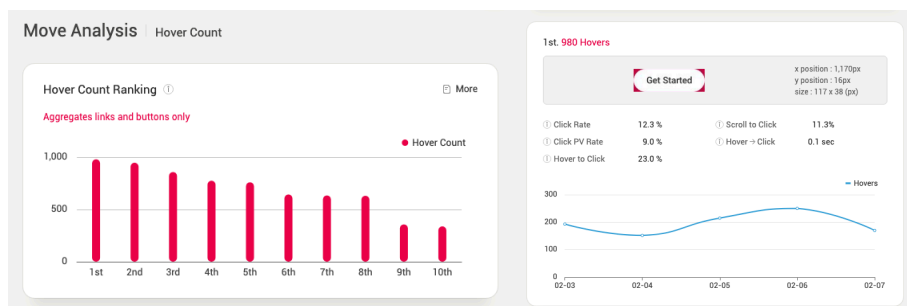 Move Analysis | Hover Count
Hover Count Ranking ⓘ More
Aggregates links and buttons only
Hover Count
1,000
500
0
1st 2nd 3rd 4th 5th 6th 7th 8th 9th 10th
1st. 980 Hovers
Get Started
x position : 1,170px
y position : 16px
size : 117 x 38 (px)
ⓘ Click Rate 12.3 % ⓘ Scroll to Click 11.3%
ⓘ Click PV Rate 9.0 % ⓘ Hover → Click 0.1 sec
ⓘ Hover to Click 23.0 %
Hovers
300
200
100
0
02-03 02-04 02-05 02-06 02-07